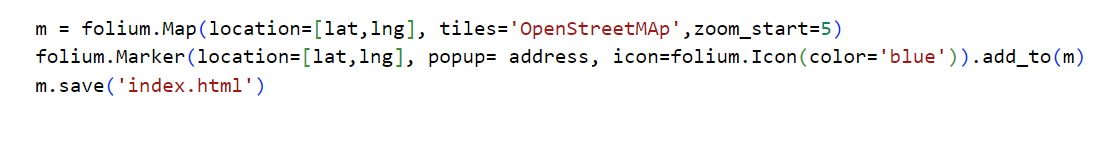 m = folium.Map(location=[lat,lng], tiles='OpenStreetMAp',zoom_start=5)
folium.Marker(location=[lat,lng], popup= address, icon=folium.Icon(color='blue')).add_to(m)
m.save('index.html')